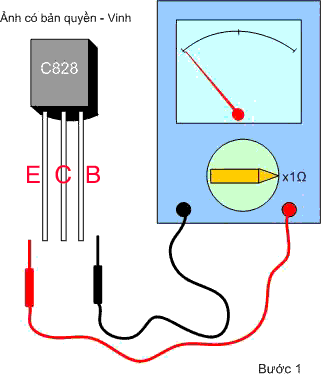 Ảnh có bản quyền - Vinh
C828
E C B
x1Ω
Bước 1